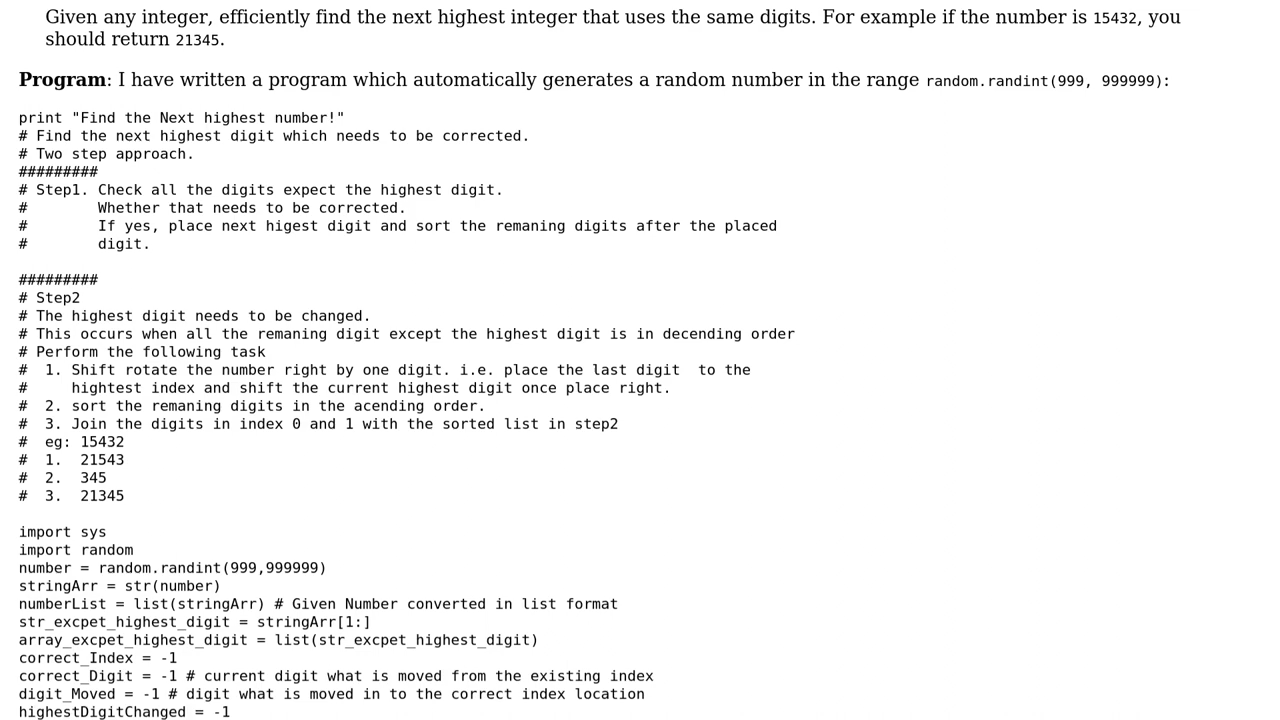 Given any integer, efficiently find the next highest integer that uses the same digits. For example if the number is 15432, you
should return 21345.
Program: I have written a program which automatically generates a random number in the range random.randint(999, 999999):
print "Find the Next highest number!"
# Find the next highest digit which needs to be corrected.
# Two step approach.
#########
# Step1. Check all the digits expect the highest digit.
#        Whether that needs to be corrected.
#        If yes, place next higest digit and sort the remaning digits after the placed
#        digit.
#########
# Step2
# The highest digit needs to be changed.
# This occurs when all the remaning digit except the highest digit is in decending order
# Perform the following task
#  1. Shift rotate the number right by one digit. i.e. place the last digit  to the
#     hightest index and shift the current highest digit once place right.
#  2. sort the remaning digits in the acending order.
#  3. Join the digits in index 0 and 1 with the sorted list in step2
#  eg: 15432
#  1.  21543
#  2.  345
#  3.  21345
import sys
import random
number = random.randint(999,999999)
stringArr = str(number)
numberList = list(stringArr) # Given Number converted in list format
str_excpet_highest_digit = stringArr[1:]
array_excpet_highest_digit = list(str_excpet_highest_digit)
correct_Index = -1
correct_Digit = -1 # current digit what is moved from the existing index
digit_Moved = -1 # digit what is moved in to the correct index location
highestDigitChanged = -1